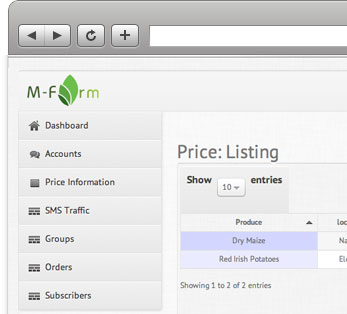 M-Farm
Dashboard
Accounts
Price Information
SMS Traffic
Groups
Orders
Subscribers
Price: Listing
Show 10 entries
Produce loc
Dry Maize Na
Red Irish Potatoes El
Showing 1 to 2 of 2 entries